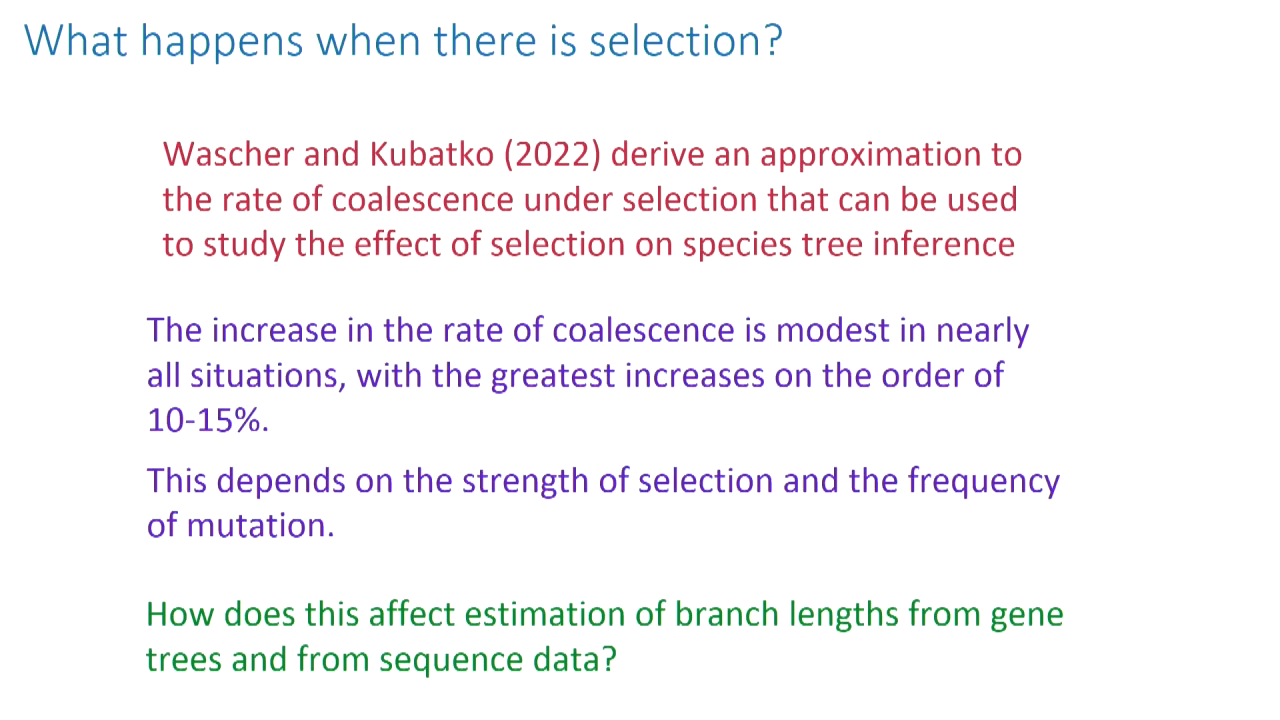 What happens when there is selection?
Wascher and Kubatko (2022) derive an approximation to
the rate of coalescence under selection that can be used
to study the effect of selection on species tree inference
The increase in the rate of coalescence is modest in nearly
all situations, with the greatest increases on the order of
10-15%.
This depends on the strength of selection and the frequency
of mutation.
How does this affect estimation of branch lengths from gene
trees and from sequence data?